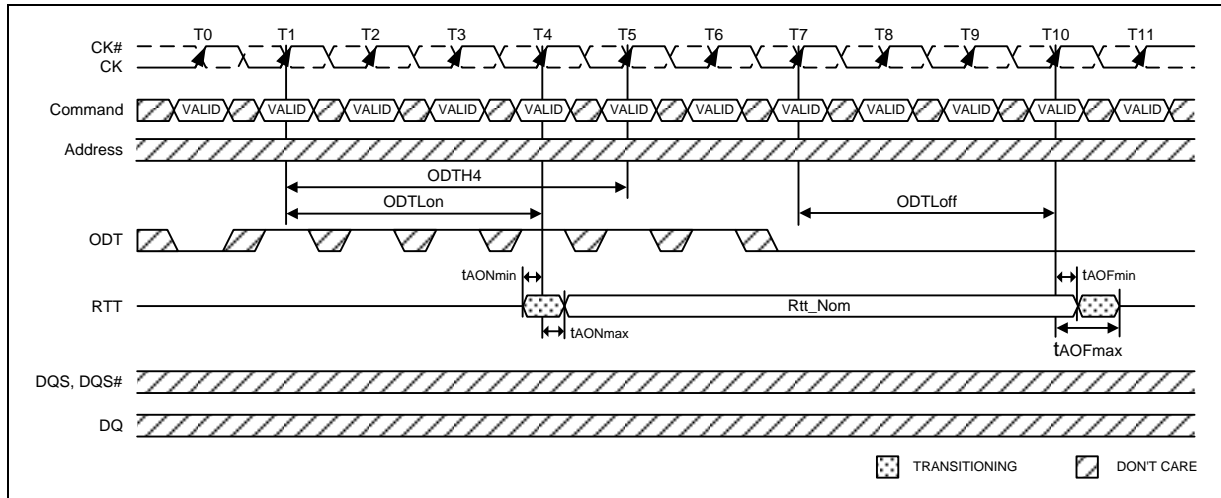 T0 T1 T2 T3 T4 T5 T6 T7 T8 T9 T10 T11
CK#
CK
Command VALID VALID VALID VALID VALID VALID VALID VALID VALID VALID VALID VALID
Address
ODTH4
ODTLon ODTLoff
ODT
tAONmin tAOFmin
RTT Rtt_Nom
tAONmax
tAOFmax
DQS, DQS#
DQ
TRANSITIONING DON'T CARE